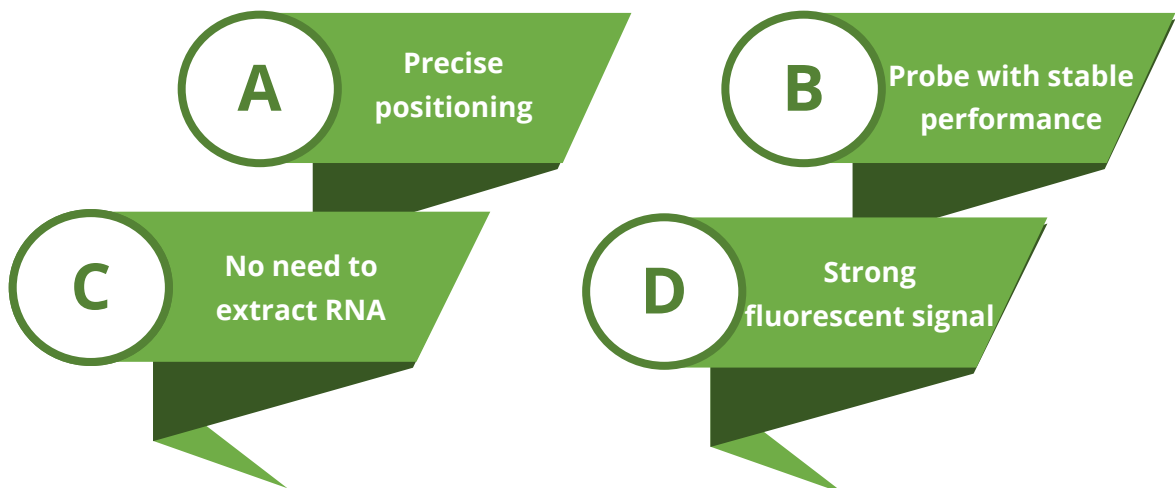 A
Precise
positioning
B
Probe with stable
performance
C
No need to
extract RNA
D
Strong
fluorescent signal